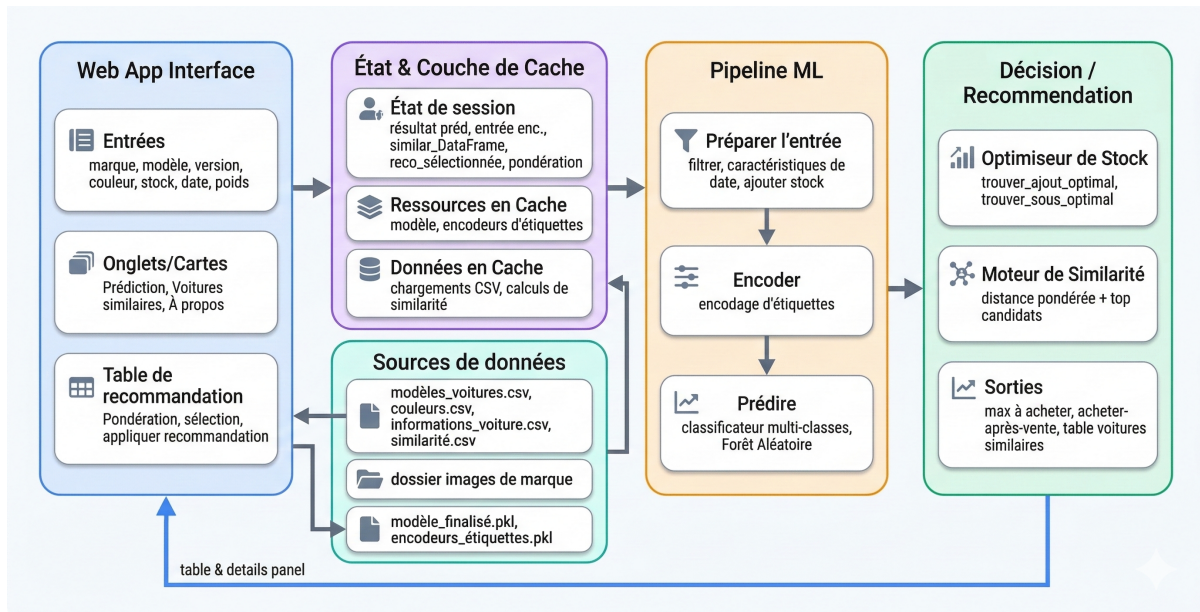 Web App Interface
Entrées
marque, modèle, version,
couleur, stock, date, poids
Onglets/Cartes
Prédiction, Voitures
similaires, À propos
Table de
recommandation
Pondération, sélection,
appliquer recommandation
État & Couche de Cache
État de session
résultat préd, entrée enc.,
similar_DataFrame,
reco_sélectionnée, pondération
Ressources en Cache
modèle, encodeurs d'étiquettes
Données en Cache
chargements CSV, calculs de
similarité
Sources de données
modèles_voitures.csv,
couleurs.csv,
informations_voiture.csv,
similarité.csv
dossier images de marque
modèle_finalisé.pkl,
encodeurs_étiquettes.pkl
Pipeline ML
Préparer l'entrée
filtrer, caractéristiques de
date, ajouter stock
Encoder
encodage d'étiquettes
Prédire
classificateur multi-classes,
Forêt Aléatoire
Décision /
Recommendation
Optimiseur de Stock
trouver_ajout_optimal,
trouver_sous_optimal
Moteur de Similarité
distance pondérée + top
candidats
Sorties
max à acheter, acheter-
après-vente, table voitures
similaires
table & details panel